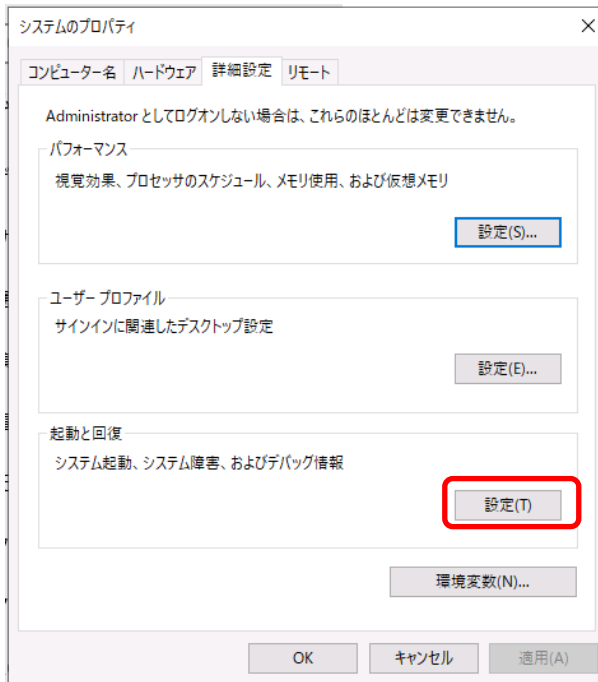 システムのプロパティ
コンピューター名 ハードウェア 詳細設定 リモート
Administrator としてログオンしない場合は、これらのほとんどは変更できません。
パフォーマンス
視覚効果、プロセッサのスケジュール、メモリ使用、および仮想メモリ
設定(S)...
ユーザー プロファイル
サインインに関連したデスクトップ設定
設定(E)...
起動と回復
システム起動、システム障害、およびデバッグ情報
設定(T)
環境変数(N)...
OK キャンセル 適用(A)